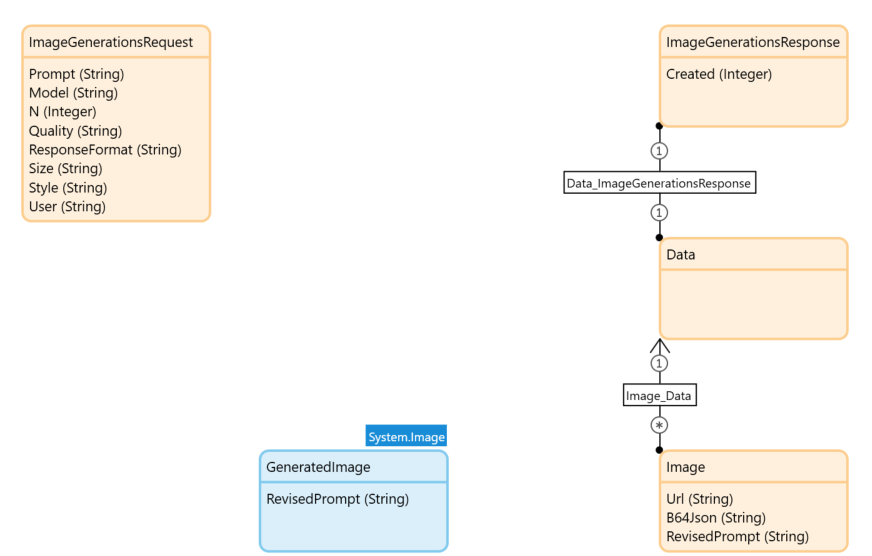 ImageGenerationsRequest
Prompt (String)
Model (String)
N (Integer)
Quality (String)
ResponseFormat (String)
Size (String)
Style (String)
User (String)
ImageGenerationsResponse
Created (Integer)
1
Data_ImageGenerationsResponse
1
Data
1
Image_Data
*
System.Image
GeneratedImage
RevisedPrompt (String)
Image
Url (String)
B64Json (String)
RevisedPrompt (String)